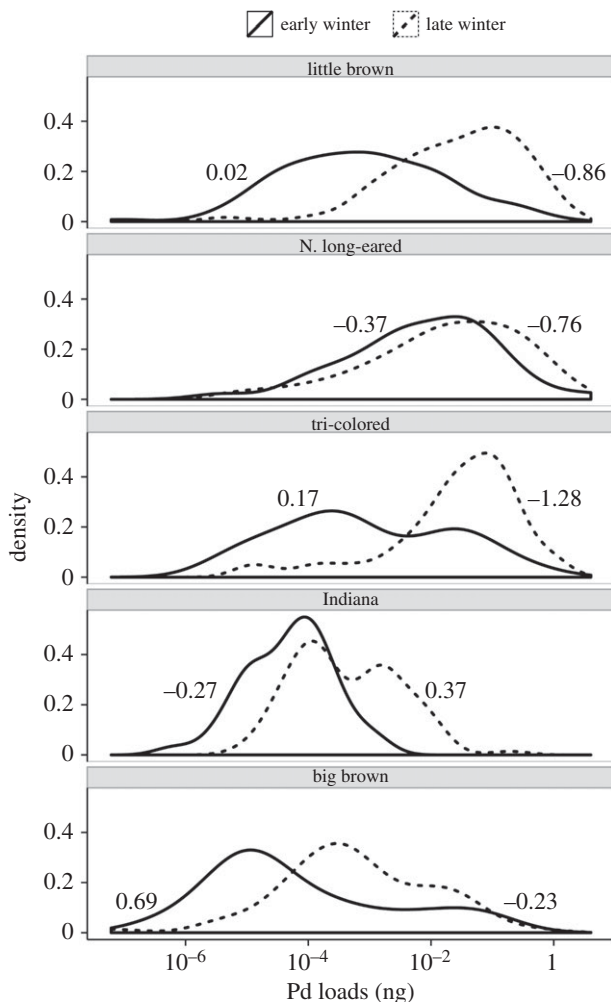 early winter late winter
little brown
0.4
0.2
0
0.02
–0.86
N. long-eared
0.4
0.2
0
–0.37
–0.76
tri-colored
0.4
0.2
0
0.17
–1.28
density
Indiana
0.4
0.2
0
–0.27
0.37
big brown
0.4
0.2
0
0.69
–0.23
10–6 10–4 10–2 1
Pd loads (ng)